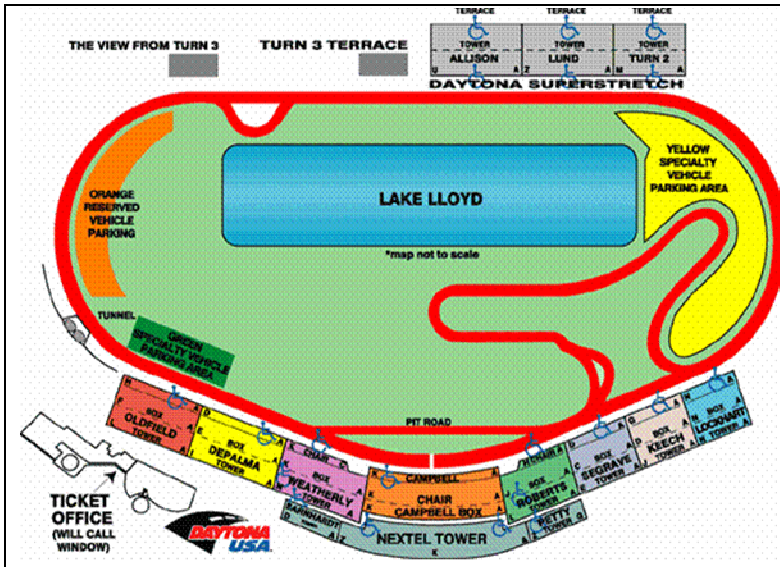 TERRACE TERRACE TERRACE
TOWER TOWER TOWER
ALLISON LUND TURN 2
U A Z A M A
DAYTONA SUPERSTRETCH
THE VIEW FROM TURN 3
TURN 3 TERRACE
YELLOW
SPECIALTY
VEHICLE
PARKING AREA
ORANGE
RESERVED
VEHICLE
PARKING
LAKE LLOYD
*map not to scale
TUNNEL
GREEN
SPECIALTY VEHICLE
PARKING AREA
PIT ROAD
BOX
OLDFIELD
TOWER
BOX
DEPALMA
TOWER
CHAIR
BOX
WEATHERLY
TOWER
CAMPBELL
CHAIR
CAMPBELL BOX
BOX
ROBERTS
TOWER
BOX
SEGRAVE
TOWER
BOX
KEECH
TOWER
BOX
LOCKHART
TOWER
EARNHARDT
NEXTEL TOWER
PETTY
TOWER
TICKET
OFFICE
(WILL CALL
WINDOW)
DAYTONA
USA